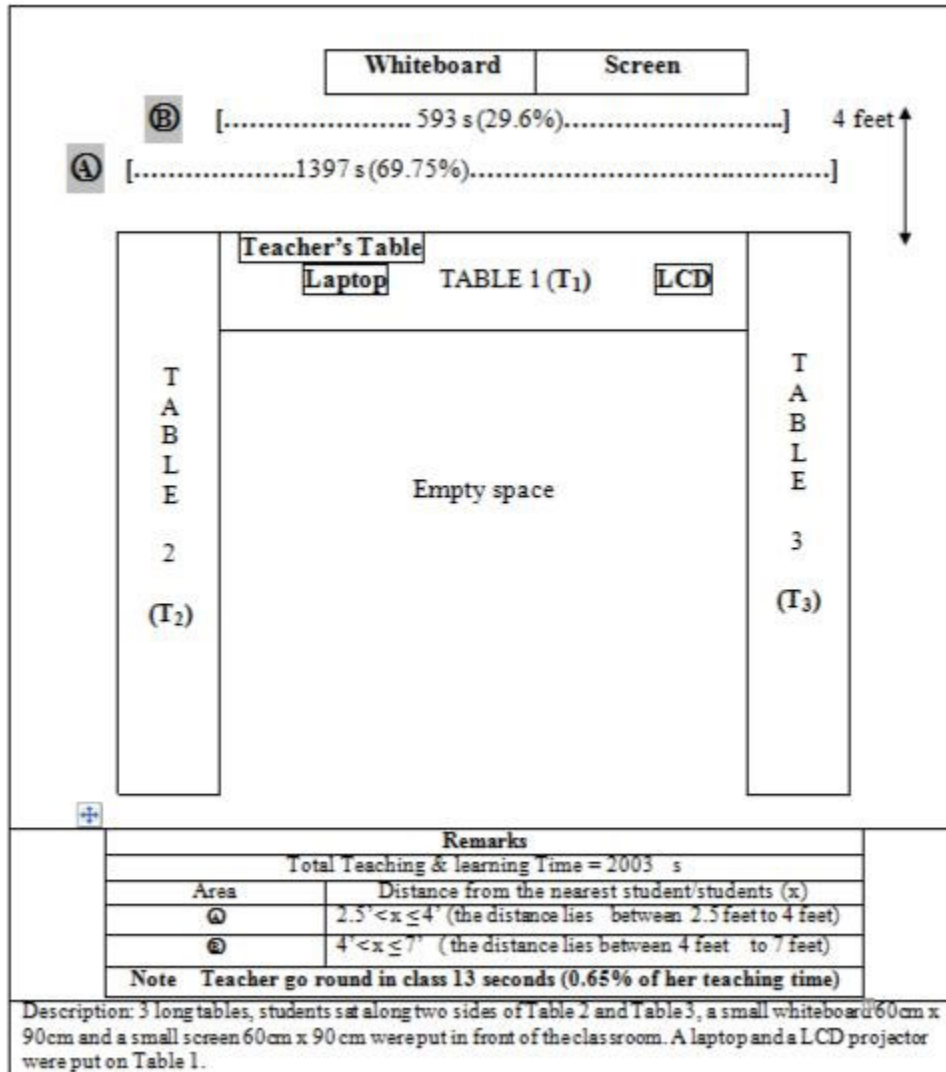 Whiteboard Screen
Ⓑ [...................... 593 s (29.6%)...........................] 4 feet
Ⓐ [...................1397 s (69.75%)........................................]
Teacher's Table
Laptop TABLE 1 (T₁) LCD
T
A
B
L
E
2
(T₂)
Empty space
T
A
B
L
E
3
(T₃)
Remarks
Total Teaching & learning Time = 2003 s
Area Distance from the nearest student/students (x)
Ⓐ 2.5'<x ≤4' (the distance lies between 2.5 feet to 4 feet)
Ⓑ 4'<x ≤7' (the distance lies between 4 feet to 7 feet)
Note Teacher go round in class 13 seconds (0.65% of her teaching time)
Description: 3 long tables, students sat along two sides of Table 2 and Table 3, a small whiteboard 60cm x
90cm and a small screen 60cm x 90 cm were put in front of the classroom. A laptop and a LCD projector
were put on Table 1.